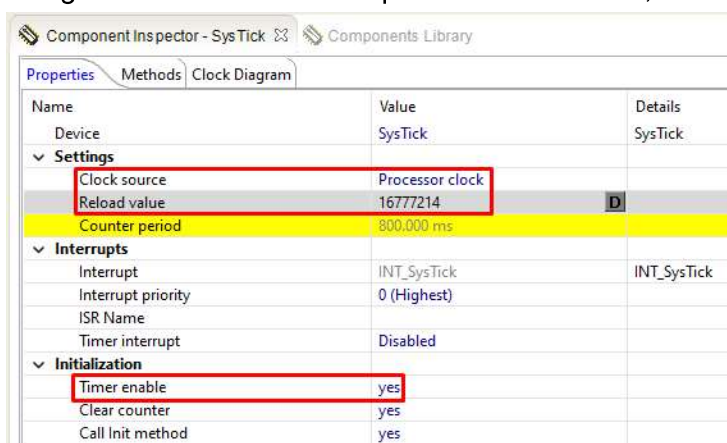 Component Inspector - SysTick Components Library
Properties Methods Clock Diagram
Name Value Details
Device SysTick SysTick
Settings
Clock source Processor clock
Reload value 16777214 D
Counter period 800.000 ms
Interrupts
Interrupt INT_SysTick INT_SysTick
Interrupt priority 0 (Highest)
ISR Name
Timer interrupt Disabled
Initialization
Timer enable yes
Clear counter yes
Call Init method yes